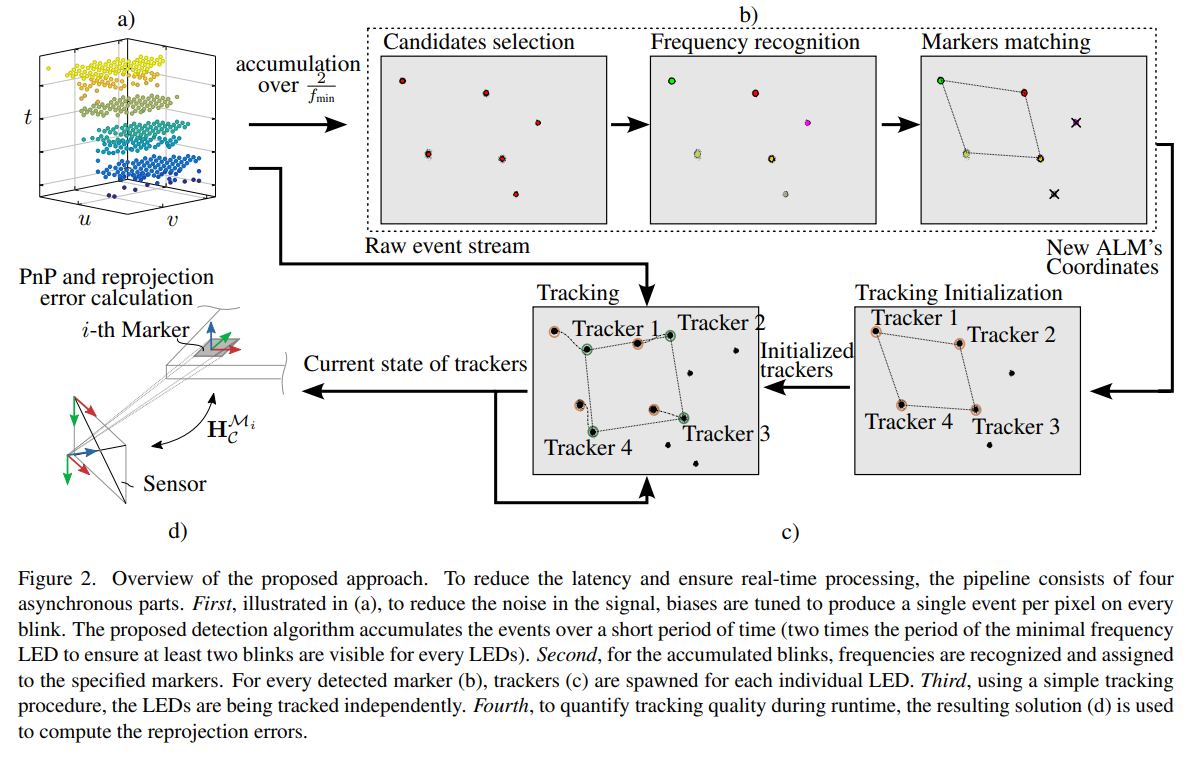 a)
b)
Candidates selection
Frequency recognition
Markers matching
accumulation
over 2/f_min
t
u
v
Raw event stream
New ALM's
Coordinates
PnP and reprojection
error calculation
i-th Marker
Tracking
Tracking Initialization
Tracker 1
Tracker 2
Tracker 3
Tracker 4
Initialized
trackers
Tracker 1
Tracker 2
Tracker 4
Tracker 3
Current state of trackers
H_C^{M_i}
Sensor
d)
c)
Figure 2. Overview of the proposed approach. To reduce the latency and ensure real-time processing, the pipeline consists of four
asynchronous parts. First, illustrated in (a), to reduce the noise in the signal, biases are tuned to produce a single event per pixel on every
blink. The proposed detection algorithm accumulates the events over a short period of time (two times the period of the minimal frequency
LED to ensure at least two blinks are visible for every LEDs). Second, for the accumulated blinks, frequencies are recognized and assigned
to the specified markers. For every detected marker (b), trackers (c) are spawned for each individual LED. Third, using a simple tracking
procedure, the LEDs are being tracked independently. Fourth, to quantify tracking quality during runtime, the resulting solution (d) is used
to compute the reprojection errors.